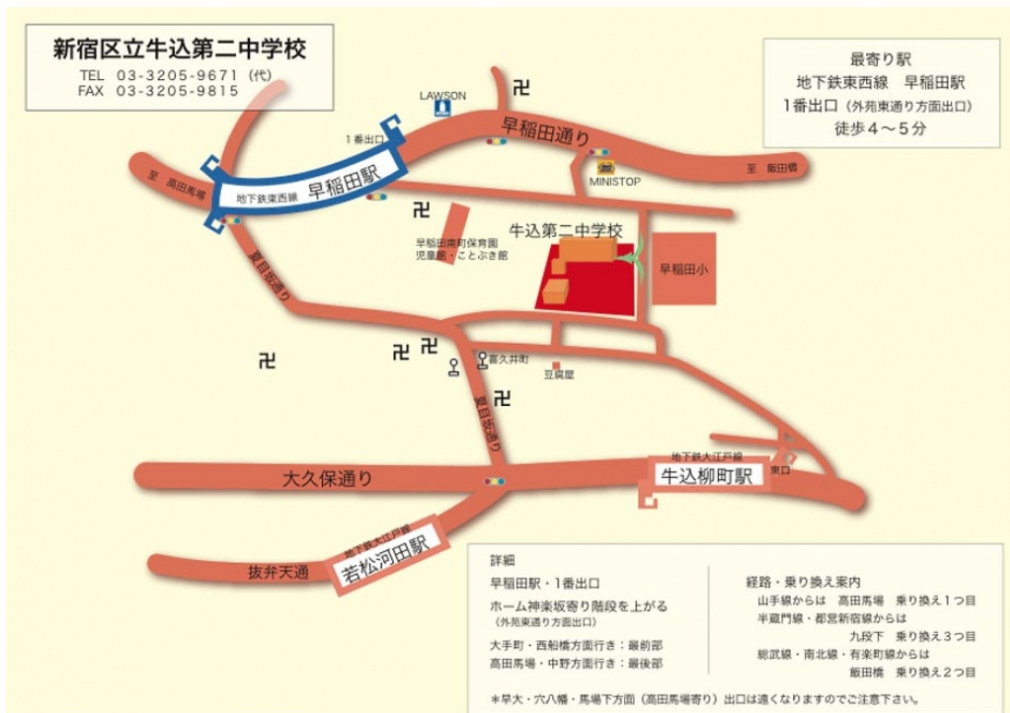 新宿区立牛込第二中学校
TEL 03-3205-9671（代）
FAX 03-3205-9815
最寄り駅
地下鉄東西線 早稲田駅
1番出口（外苑東通り方面出口）
徒歩4〜5分
LAWSON
早稲田通り
1番出口
MINISTOP
至 飯田橋
至 高田馬場
地下鉄東西線 早稲田駅
牛込第二中学校
早稲田南町保育園
児童館・ことぶき館
早稲田小
夏目坂通り
喜久井町
豆腐屋
夏目坂通り
大久保通り
地下鉄大江戸線
牛込柳町駅
東口
地下鉄大江戸線
若松河田駅
抜弁天通
詳細
早稲田駅・1番出口
ホーム神楽坂寄り階段を上がる
（外苑東通り方面出口）
大手町・西船橋方面行き：最前部
高田馬場・中野方面行き：最後部
経路・乗り換え案内
山手線からは 高田馬場 乗り換え1つ目
半蔵門線・都営新宿線からは
九段下 乗り換え3つ目
総武線・南北線・有楽町線からは
飯田橋 乗り換え2つ目
＊早大・穴八幡・馬場下方面（高田馬場寄り）出口は遠くなりますのでご注意下さい。